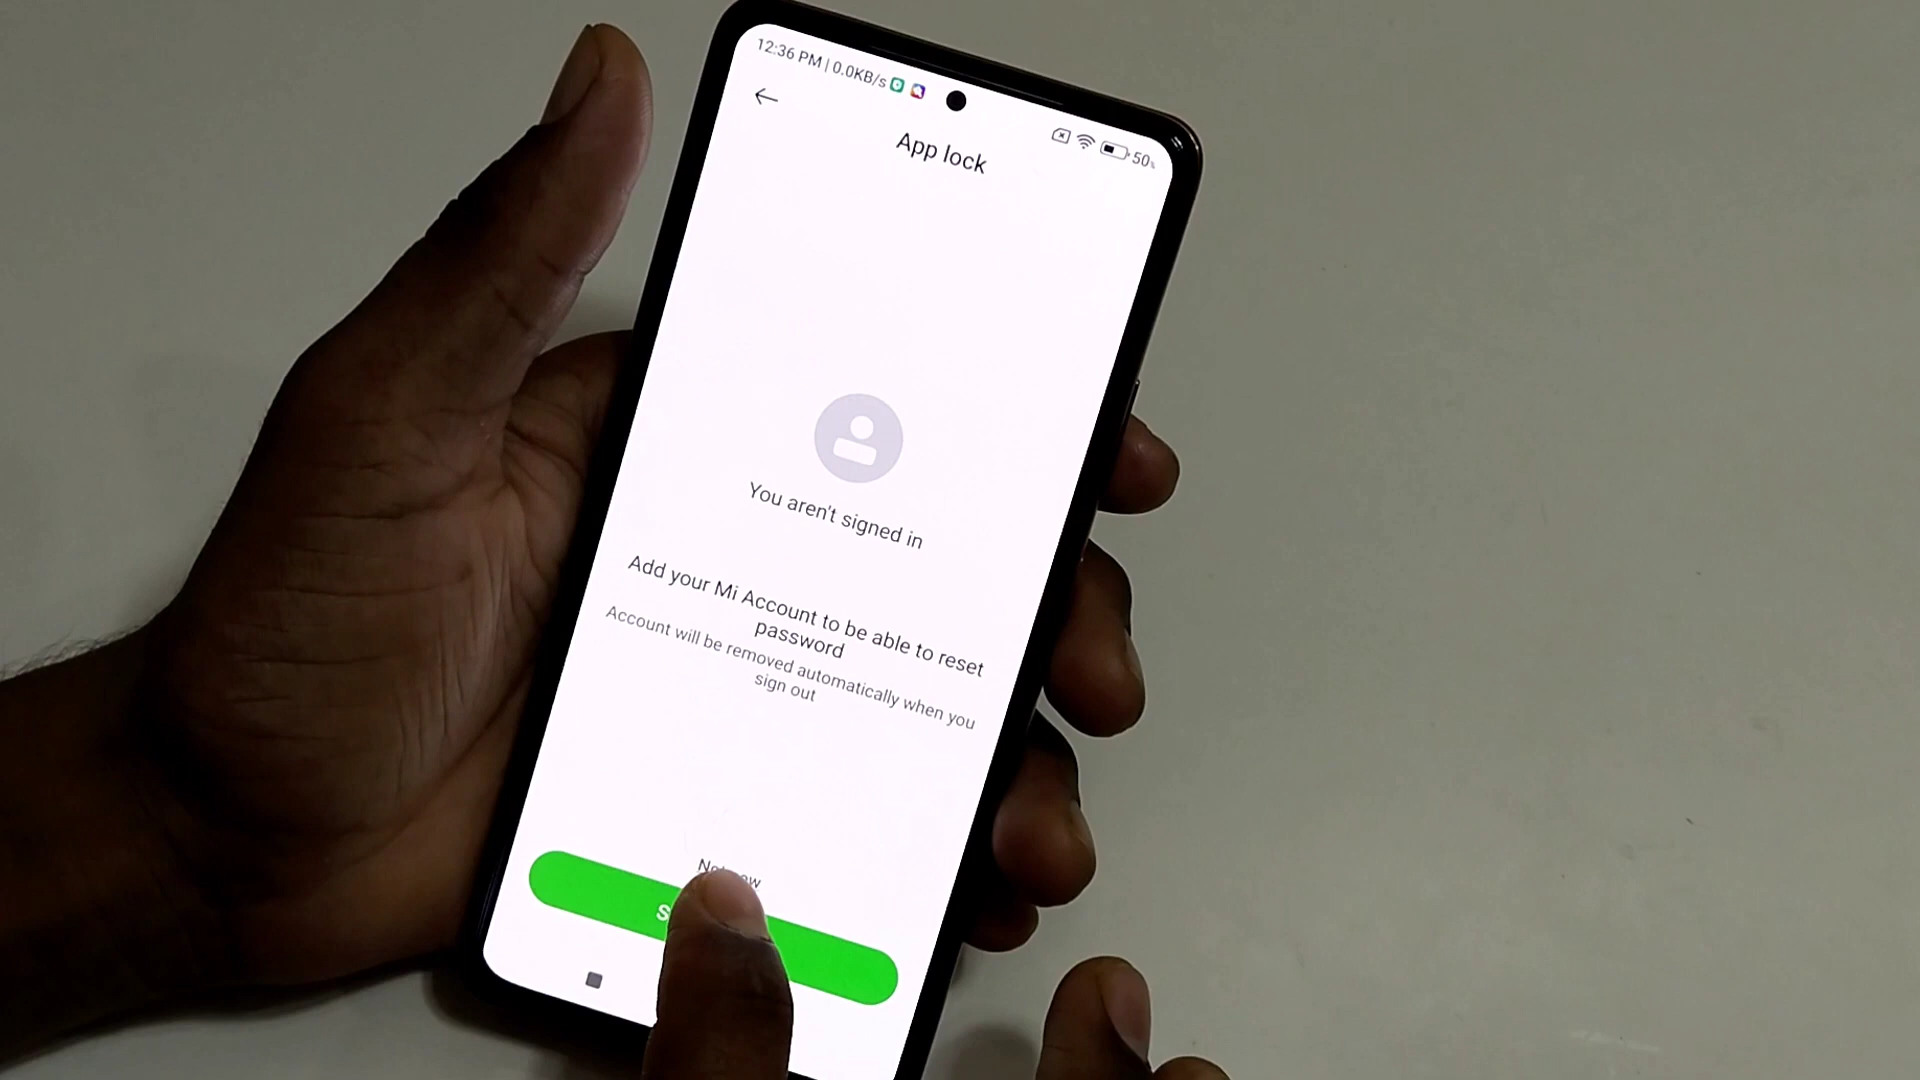 12:36 PM | 0.0KB/s
50%
App lock
You aren't signed in
Add your Mi Account to be able to reset
password
Account will be removed automatically when you
sign out